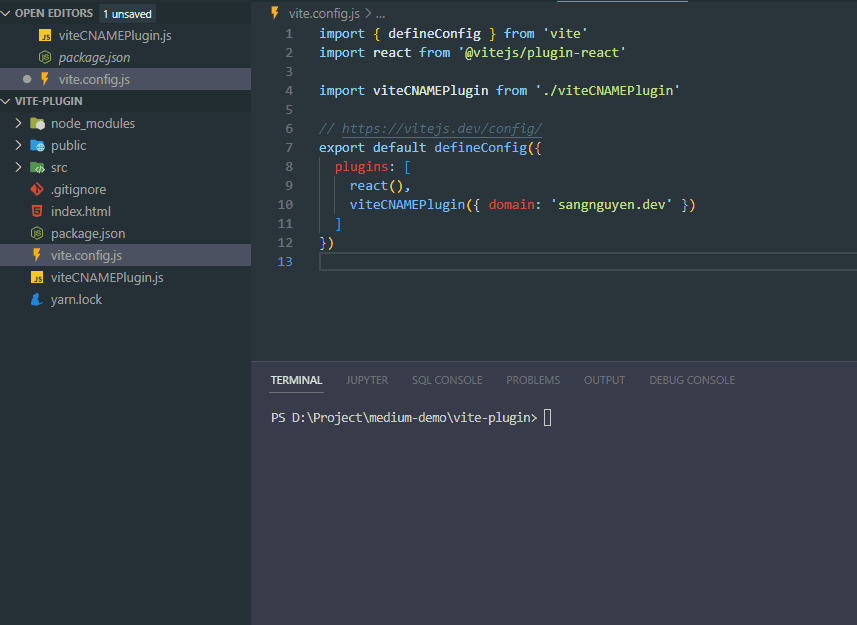 OPEN EDITORS 1 unsaved
viteCNAMEPlugin.js
package.json
vite.config.js
VITE-PLUGIN
node_modules
public
src
.gitignore
index.html
package.json
vite.config.js
viteCNAMEPlugin.js
yarn.lock
vite.config.js > ...
1 import { defineConfig } from 'vite'
2 import react from '@vitejs/plugin-react'
3
4 import viteCNAMEPlugin from './viteCNAMEPlugin'
5
6 // https://vitejs.dev/config/
7 export default defineConfig({
8 plugins: [
9 react(),
10 viteCNAMEPlugin({ domain: 'sangnguyen.dev' })
11 ]
12 })
13
TERMINAL JUPYTER SQL CONSOLE PROBLEMS OUTPUT DEBUG CONSOLE
PS D:\Project\medium-demo\vite-plugin>